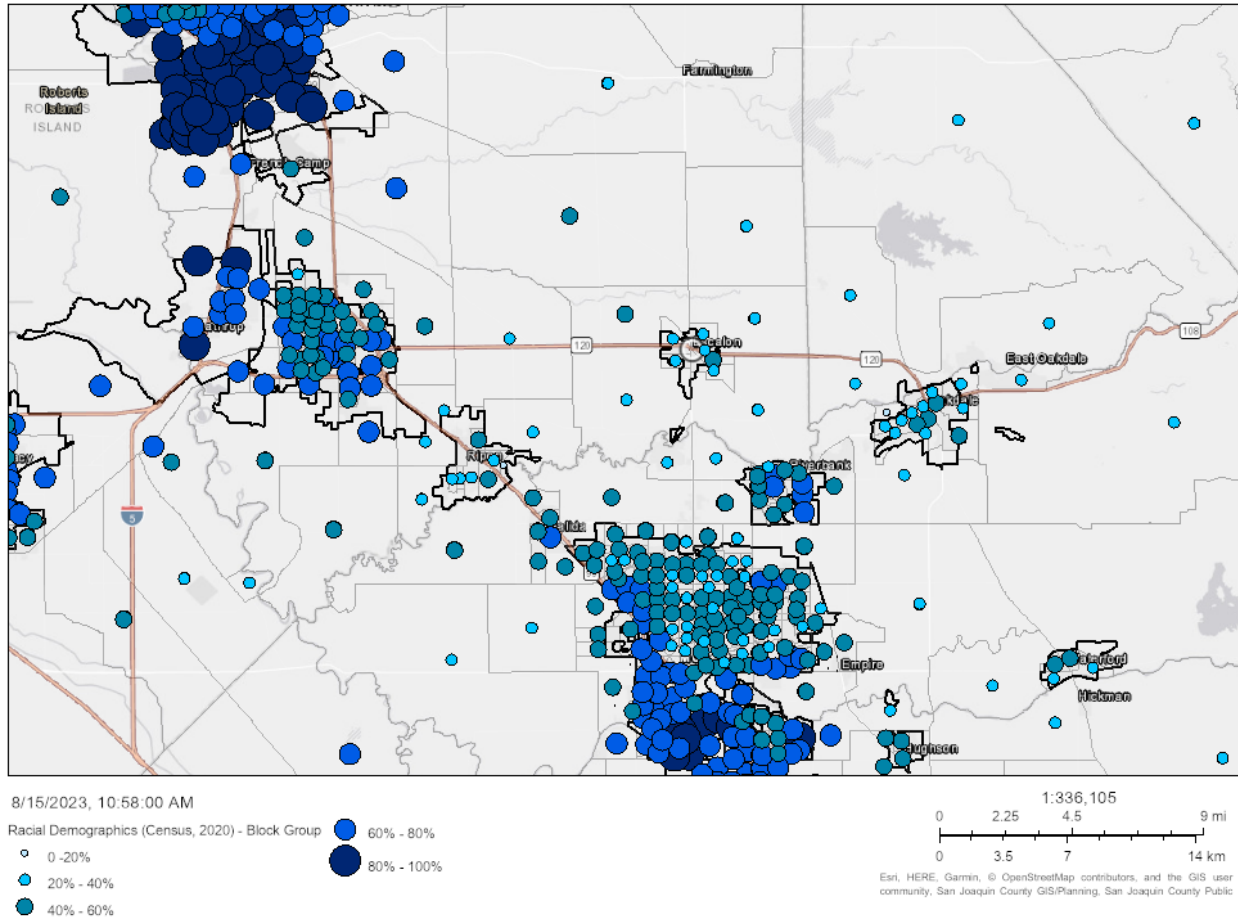 Farmington
Roberts
Island
ISLAND
French Camp
120
108
120
East Oakdale
Ripon
Riverbank
5
Empire
Hickman
8/15/2023, 10:58:00 AM
Racial Demographics (Census, 2020) - Block Group
0 -20%
20% - 40%
40% - 60%
60% - 80%
80% - 100%
1:336,105
0 2.25 4.5 9 mi
0 3.5 7 14 km
Esri, HERE, Garmin, © OpenStreetMap contributors, and the GIS user
community, San Joaquin County GIS/Planning, San Joaquin County Public